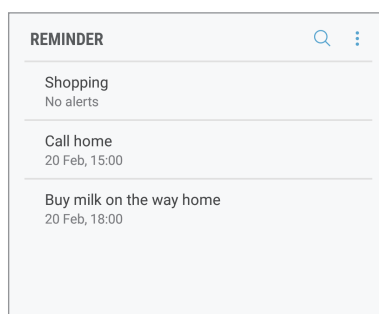 REMINDER
Shopping
No alerts
Call home
20 Feb, 15:00
Buy milk on the way home
20 Feb, 18:00